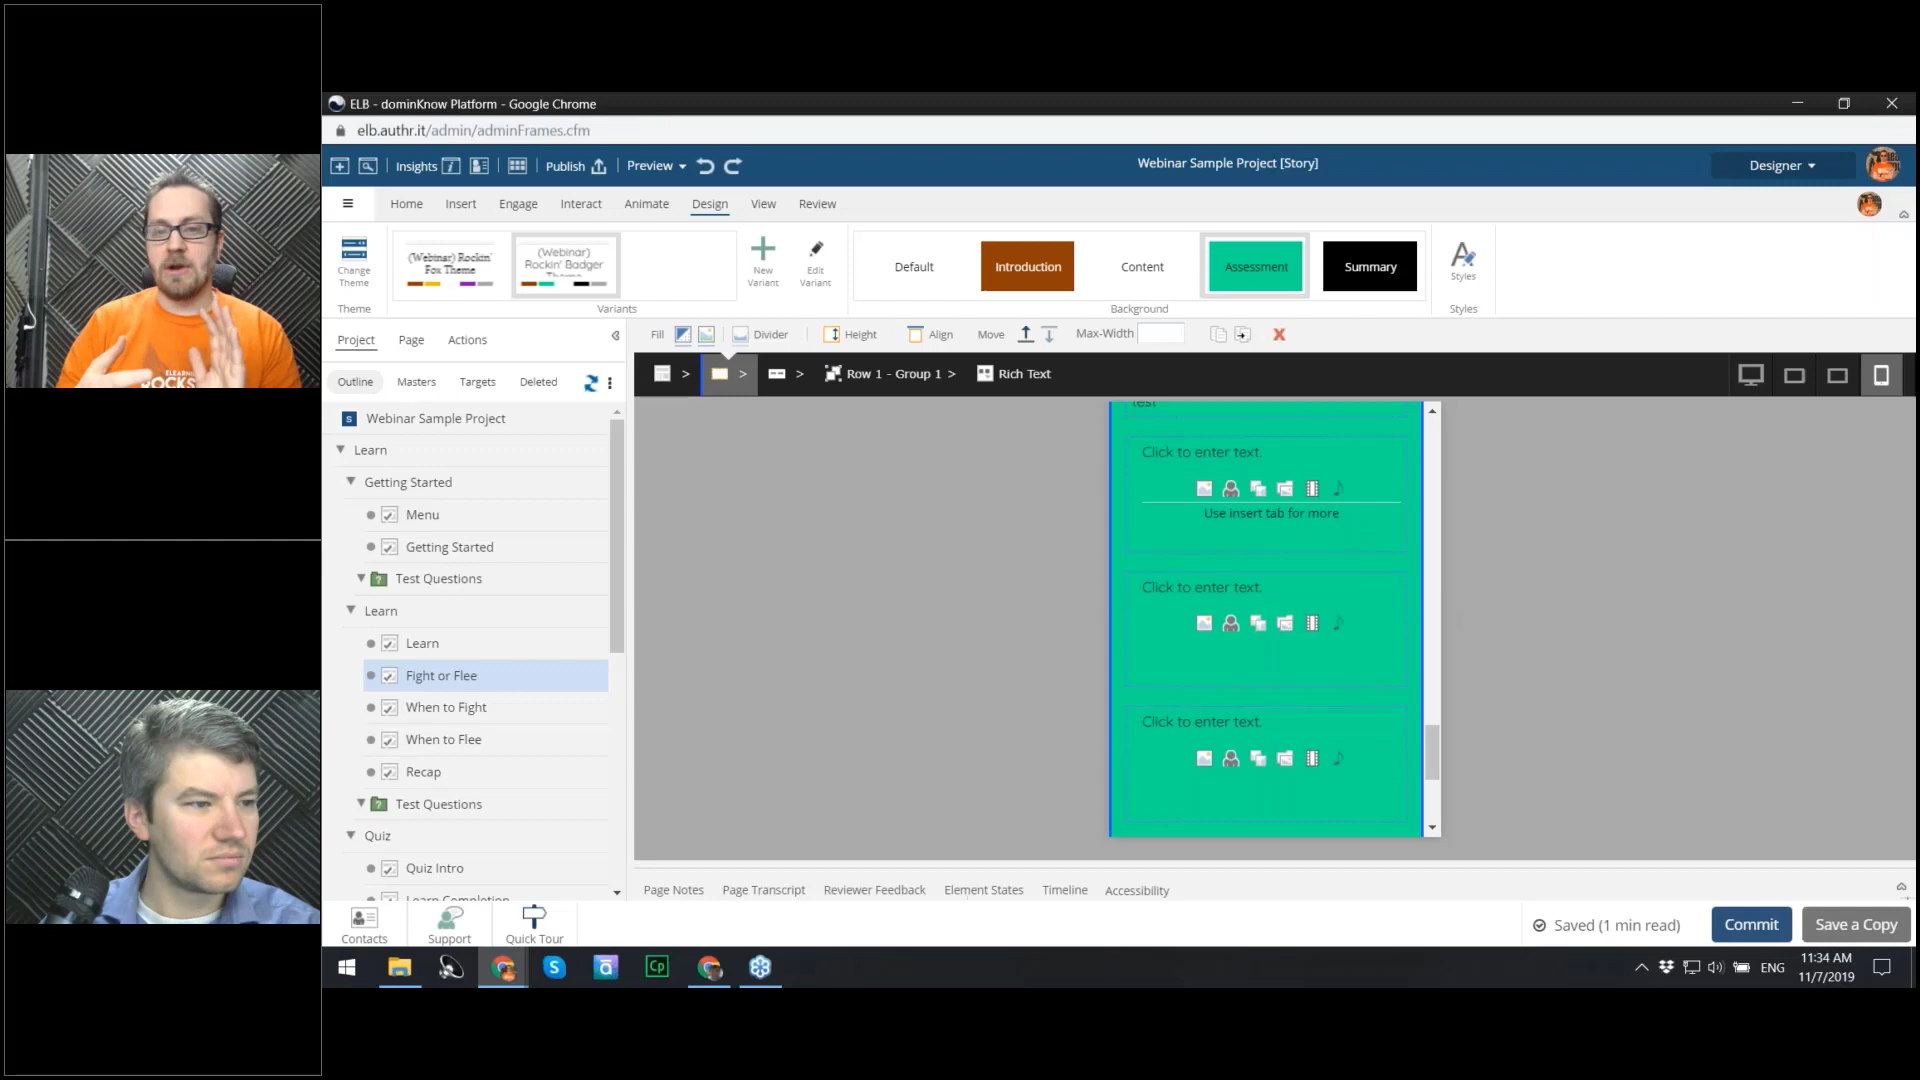 ELB - dominKnow Platform - Google Chrome
elb.authr.it/admin/adminFrames.cfm
Insights
Publish
Preview
Webinar Sample Project [Story]
Designer
Home
Insert
Engage
Interact
Animate
Design
View
Review
Change Theme
(Webinar) Rockin' Fox Theme
(Webinar) Rockin' Badger
New Variant
Edit Variant
Default
Introduction
Content
Assessment
Summary
Styles
Theme
Variants
Background
Styles
Project
Page
Actions
Fill
Divider
Height
Align
Move
Max-Width
Outline
Masters
Targets
Deleted
Row 1 - Group 1 >
Rich Text
Webinar Sample Project
Learn
Getting Started
Menu
Getting Started
Test Questions
Learn
Learn
Fight or Flee
When to Fight
When to Flee
Recap
Test Questions
Quiz
Quiz Intro
Learn Completion
test
Click to enter text.
Use insert tab for more
Click to enter text.
Click to enter text.
Page Notes
Page Transcript
Reviewer Feedback
Element States
Timeline
Accessibility
Contacts
Support
Quick Tour
Saved (1 min read)
Commit
Save a Copy
Cp
ENG
11:34 AM
11/7/2019
ELEARNING
ROCKS